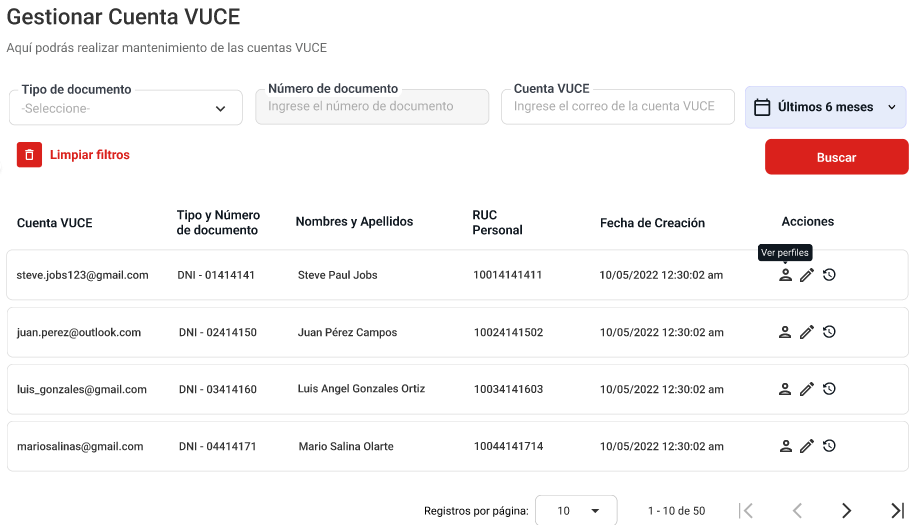 Gestionar Cuenta VUCE
Aquí podrás realizar mantenimiento de las cuentas VUCE
Tipo de documento
-Seleccione-
Número de documento
Ingrese el número de documento
Cuenta VUCE
Ingrese el correo de la cuenta VUCE
Últimos 6 meses
Limpiar filtros
Buscar
Cuenta VUCE
Tipo y Número
de documento
Nombres y Apellidos
RUC
Personal
Fecha de Creación
Acciones
Ver perfiles
steve.jobs123@gmail.com DNI - 01414141 Steve Paul Jobs 10014141411 10/05/2022 12:30:02 am
juan.perez@outlook.com DNI - 02414150 Juan Pérez Campos 10024141502 10/05/2022 12:30:02 am
luis_gonzales@gmail.com DNI - 03414160 Luis Angel Gonzales Ortiz 10034141603 10/05/2022 12:30:02 am
mariosalinas@gmail.com DNI - 04414171 Mario Salina Olarte 10044141714 10/05/2022 12:30:02 am
Registros por página: 10 1 - 10 de 50